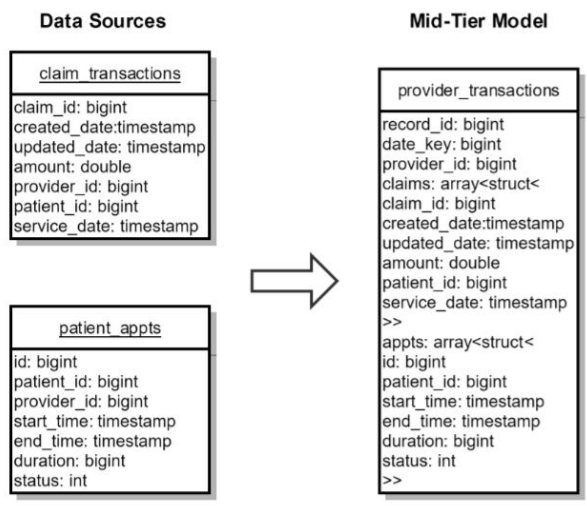 Data Sources
claim_transactions
claim_id: bigint
created_date:timestamp
updated_date: timestamp
amount: double
provider_id: bigint
patient_id: bigint
service_date: timestamp
patient_appts
id: bigint
patient_id: bigint
provider_id: bigint
start_time: timestamp
end_time: timestamp
duration: bigint
status: int
Mid-Tier Model
provider_transactions
record_id: bigint
date_key: bigint
provider_id: bigint
claims: array<struct<
claim_id: bigint
created_date:timestamp
updated_date: timestamp
amount: double
patient_id: bigint
service_date: timestamp
>>
appts: array<struct<
id: bigint
patient_id: bigint
start_time: timestamp
end_time: timestamp
duration: bigint
status: int
>>